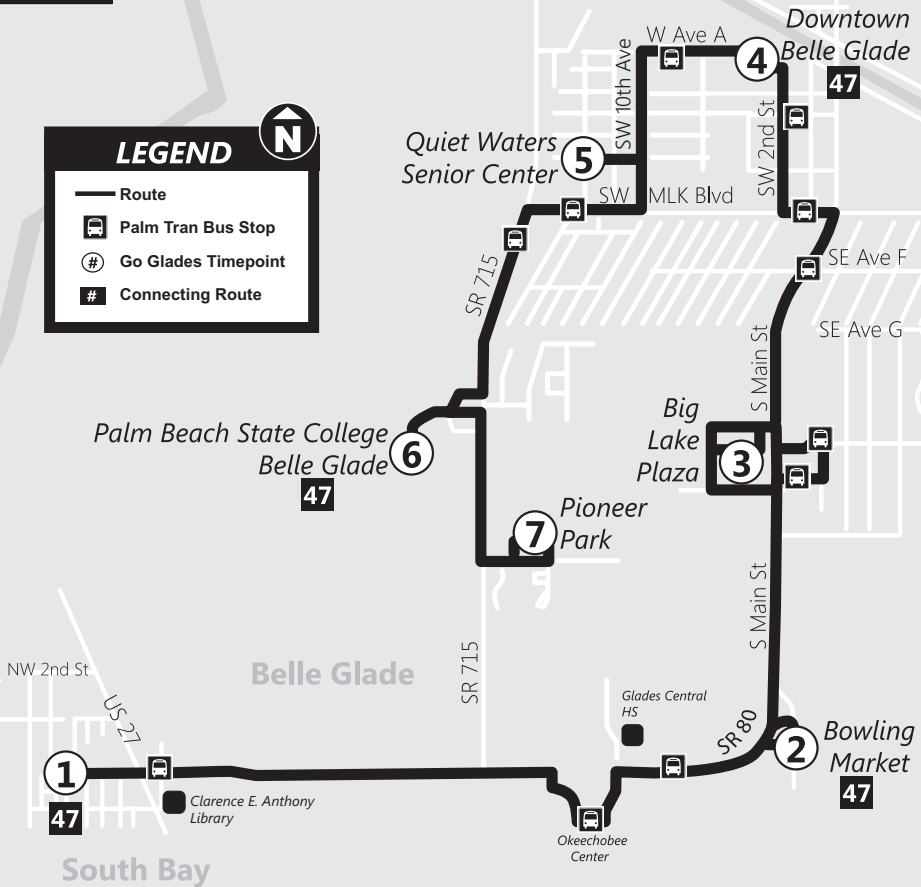 LEGEND
N
Route
Palm Tran Bus Stop
# Go Glades Timepoint
# Connecting Route
W Ave A
4
Downtown
Belle Glade
47
SW 10th Ave
SW 2nd St
Quiet Waters
Senior Center
5
SW MLK Blvd
SR 715
SE Ave F
SE Ave G
S Main St
Big
Lake
Plaza
3
Palm Beach State College
Belle Glade
6
47
Pioneer
Park
7
S Main St
NW 2nd St
Belle Glade
SR 715
US 27
Glades Central
HS
SR 80
2
Bowling
Market
47
1
47
Clarence E. Anthony
Library
Okeechobee
Center
South Bay